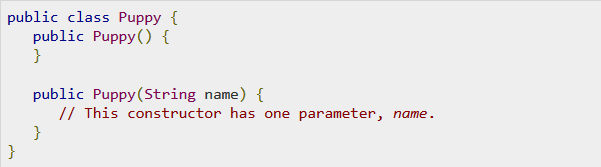 public class Puppy {
   public Puppy() {
   }

   public Puppy(String name) {
      // This constructor has one parameter, name.
   }
}